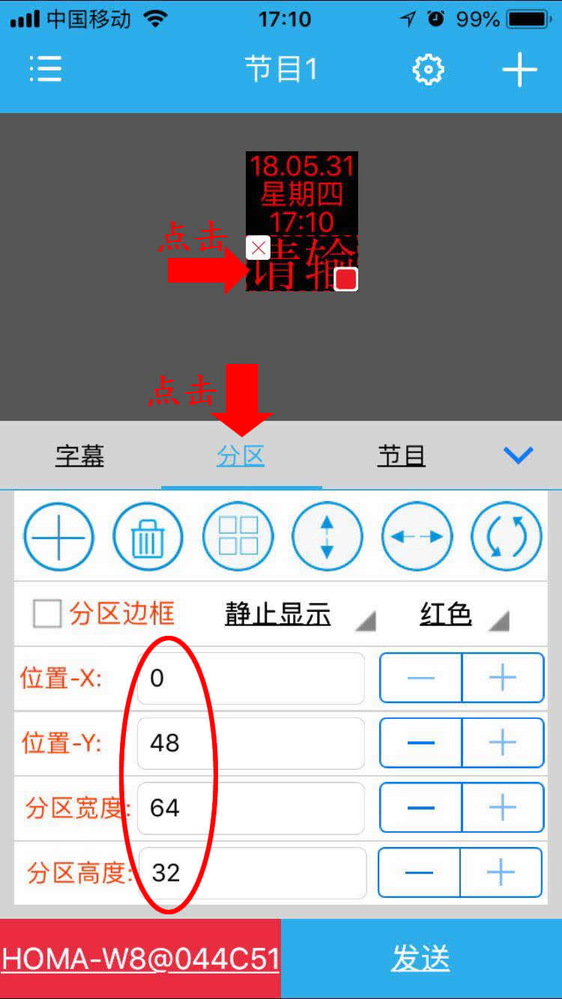 中国移动 17:10 99%
节目1
18.05.31
星期四
17:10
点击
请输
点击
字幕 分区 节目
分区边框 静止显示 红色
位置-X: 0
位置-Y: 48
分区宽度: 64
分区高度: 32
HOMA-W8@044C51 发送